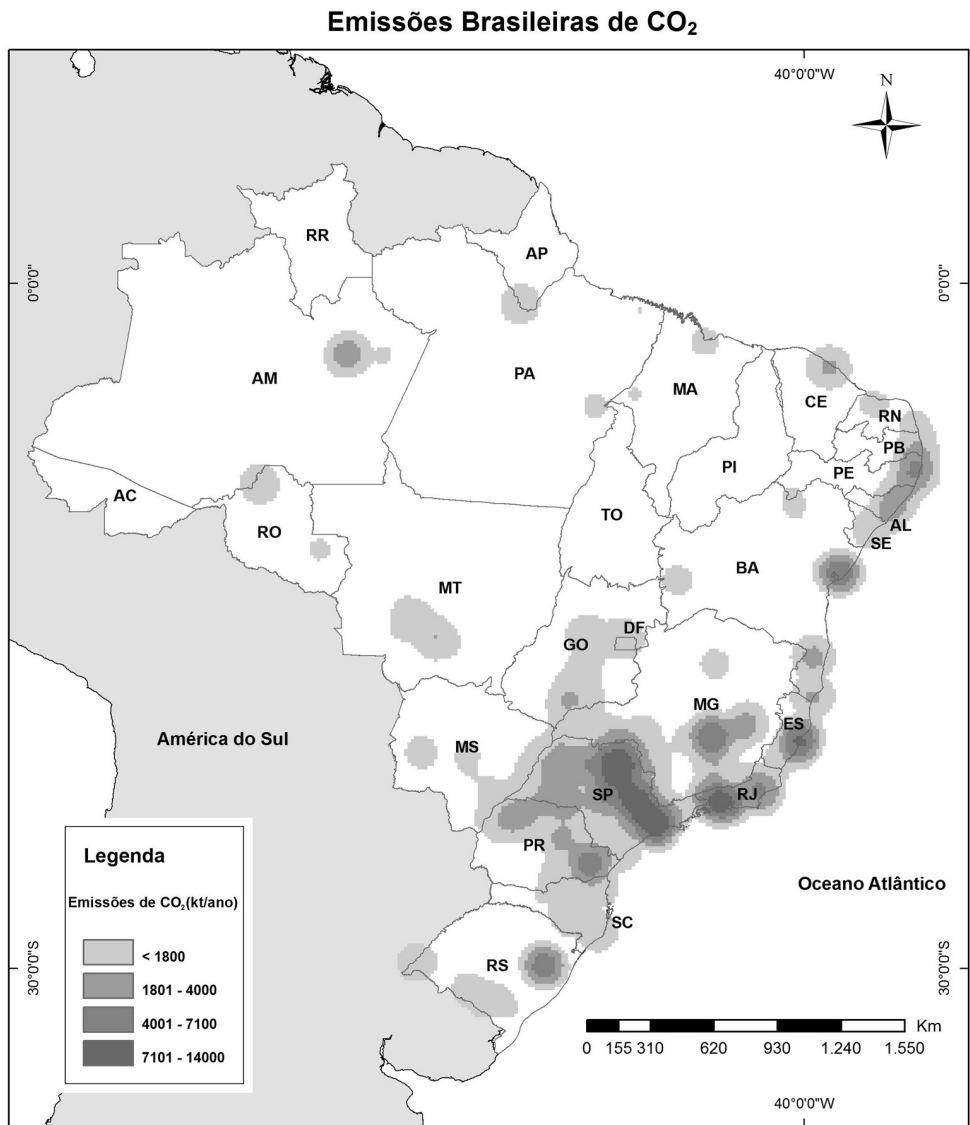 Emissões Brasileiras de CO₂
40°0'0"W
N
RR
AP
0°0'0"
0°0'0"
AM
PA
MA
CE
RN
PB
PI
PE
AC
TO
AL
RO
SE
BA
MT
DF
GO
MG
ES
América do Sul
MS
SP
RJ
PR
Legenda
Oceano Atlântico
Emissões de CO₂(kt/ano)
SC
< 1800
RS
30°0'0"S
30°0'0"S
1801 - 4000
4001 - 7100
Km
7101 - 14000
0 155 310 620 930 1.240 1.550
40°0'0"W